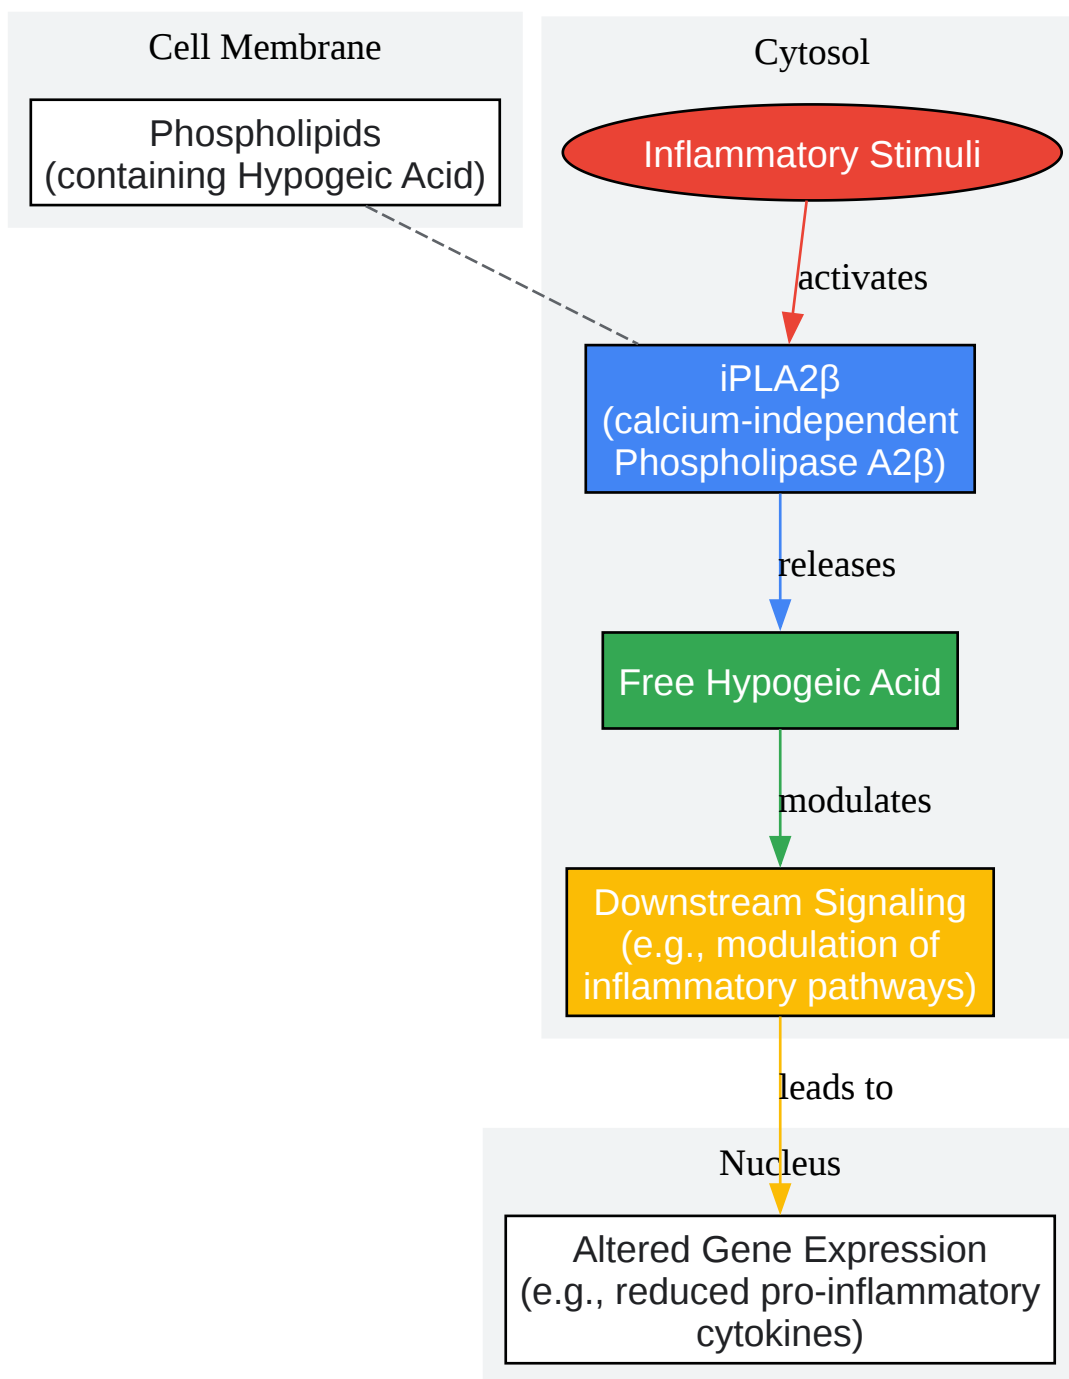 Cell Membrane
Phospholipids
(containing Hypogeic Acid)
Cytosol
Inflammatory Stimuli
activates
iPLA2β
(calcium-independent
Phospholipase A2β)
releases
Free Hypogeic Acid
modulates
Downstream Signaling
(e.g., modulation of
inflammatory pathways)
leads to
Nucleus
Altered Gene Expression
(e.g., reduced pro-inflammatory
cytokines)